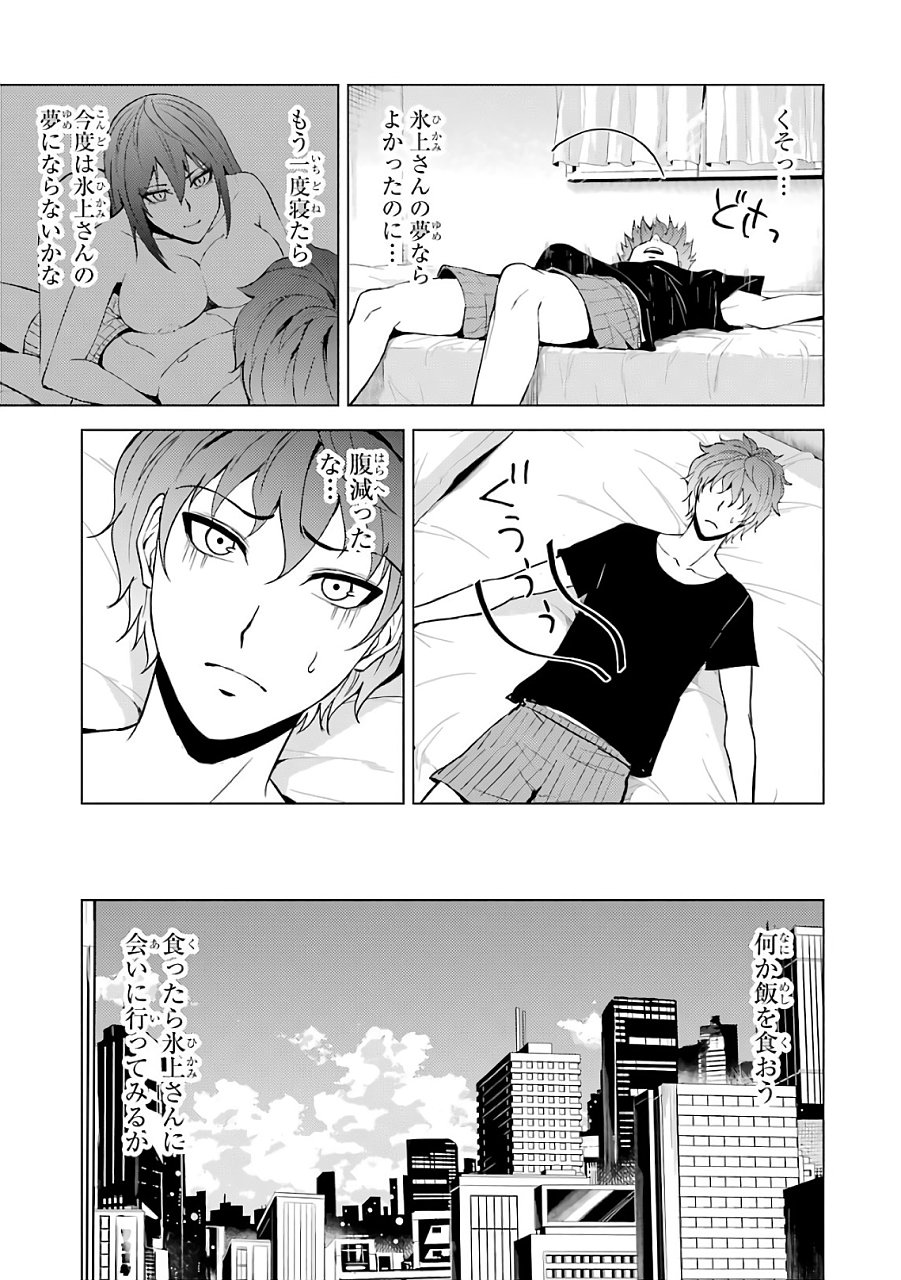 くそっ…
氷上さんの夢なら
よかったのに…
どさっ
もう一度寝たら
今度は氷上さんの
夢にならないかな
ぐぅうぅ
腹減った
な…
何か飯を食おう
食ったら氷上さんに
会いに行ってみるか